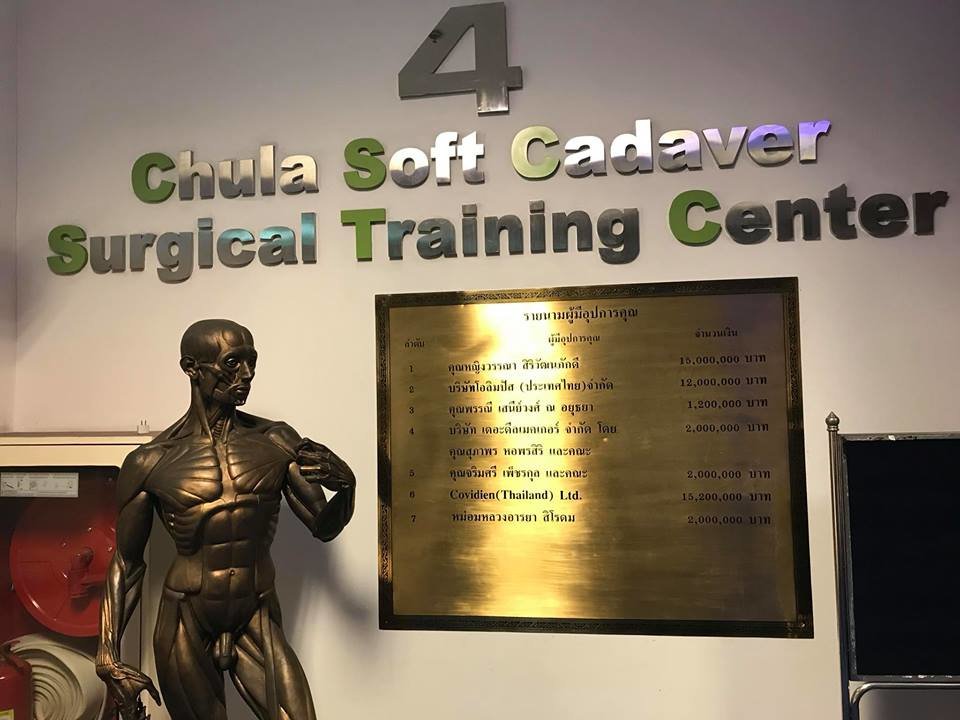 4
Chula Soft Cadaver
Surgical Training Center
รายนามผู้มีอุปการคุณ
ลำดับ ผู้มีอุปการคุณ จำนวนเงิน
1 คุณหญิงวรรณา สิริวัฒนภักดี 15,000,000 บาท
2 บริษัทโอลิมปัส (ประเทศไทย)จำกัด 12,000,000 บาท
3 คุณพรรณี เสนีย์วงศ์ ณ อยุธยา 1,200,000 บาท
4 บริษัท เดอะดีลเมคเกอร์ จำกัด โดย 2,000,000 บาท
คุณสุภาพร หอพรสิริ และคณะ
5 คุณจริมศรี เพ็ชรกุล และคณะ 2,000,000 บาท
6 Covidien(Thailand) Ltd. 15,200,000 บาท
7 หม่อมหลวงอารยา สิโรดม 2,000,000 บาท